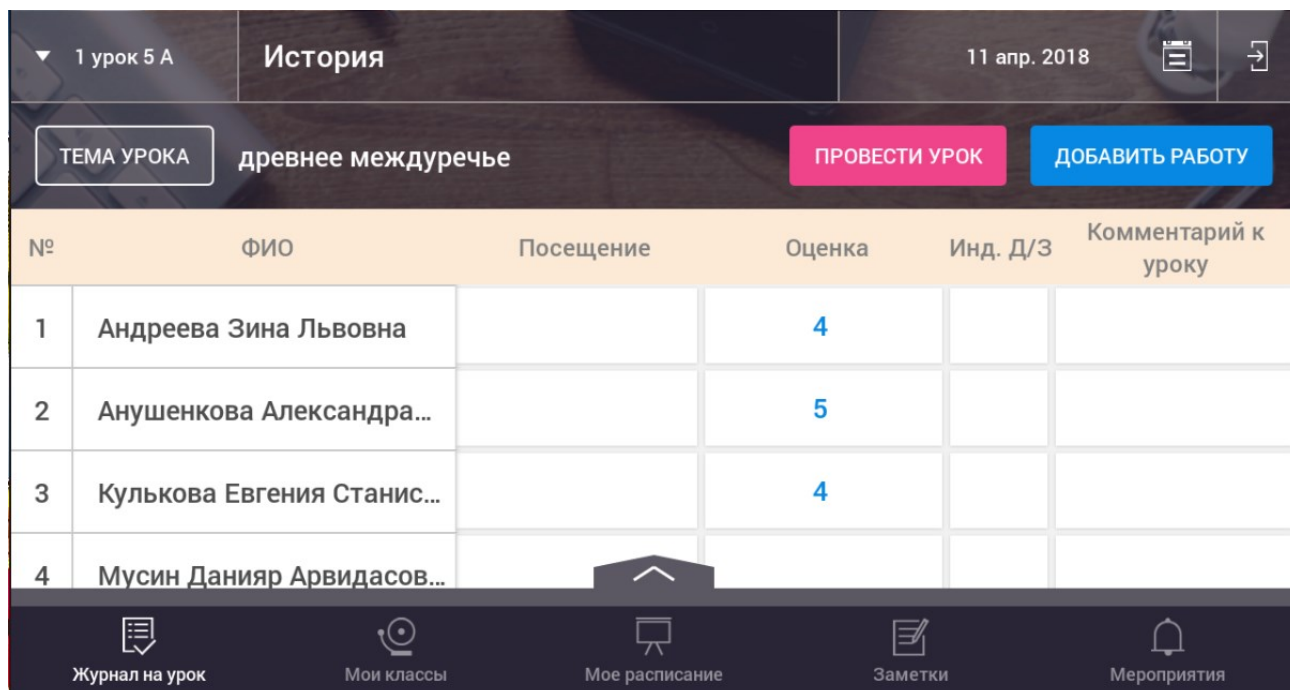 1 урок 5 А
История
11 апр. 2018
ТЕМА УРОКА
древнее междуречье
ПРОВЕСТИ УРОК
ДОБАВИТЬ РАБОТУ
№ ФИО Посещение Оценка Инд. Д/З Комментарий к
уроку
1 Андреева Зина Львовна 4
2 Анушенкова Александра... 5
3 Кулькова Евгения Станис... 4
4 Мусин Данияр Арвидасов...
Журнал на урок
Мои классы
Мое расписание
Заметки
Мероприятия